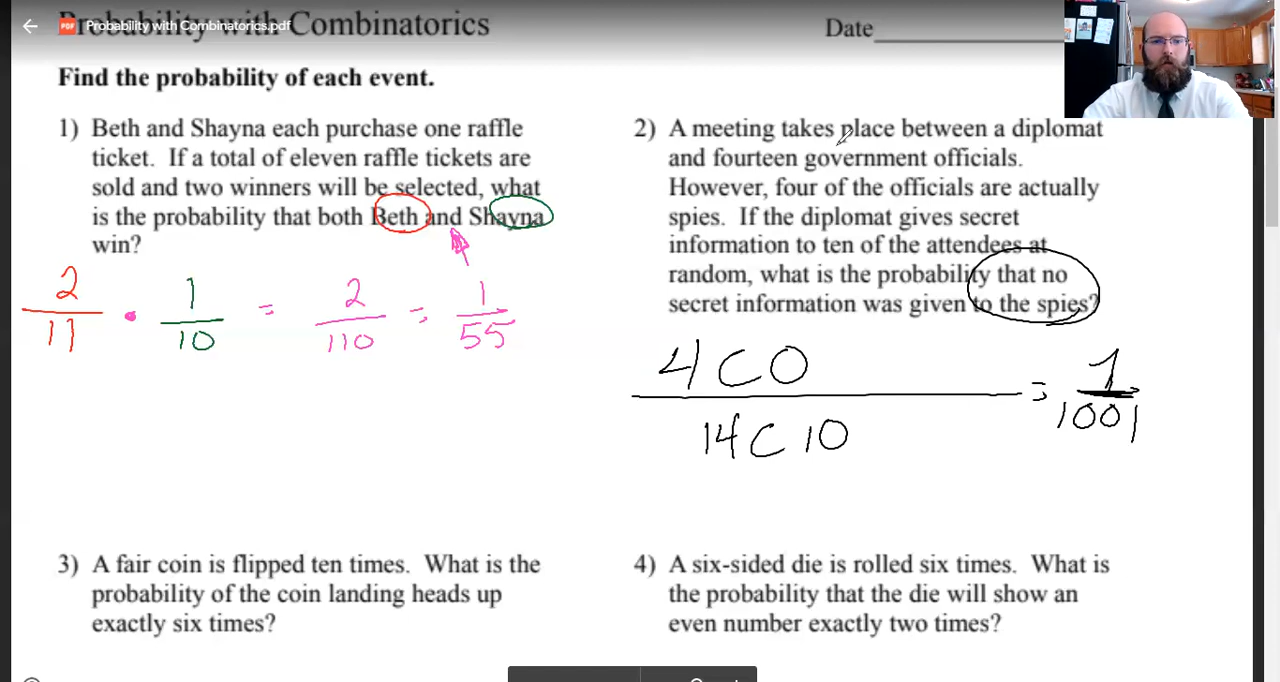 Probability with Combinatorics
PDF Probability with Combinatorics.pdf
Date
Find the probability of each event.
1) Beth and Shayna each purchase one raffle
ticket. If a total of eleven raffle tickets are
sold and two winners will be selected, what
is the probability that both Beth and Shayna
win?
2/11 · 1/10 = 2/110 = 1/55
2) A meeting takes place between a diplomat
and fourteen government officials.
However, four of the officials are actually
spies. If the diplomat gives secret
information to ten of the attendees at
random, what is the probability that no
secret information was given to the spies?
4C0
14C10
= 1/1001
3) A fair coin is flipped ten times. What is the
probability of the coin landing heads up
exactly six times?
4) A six-sided die is rolled six times. What is
the probability that the die will show an
even number exactly two times?